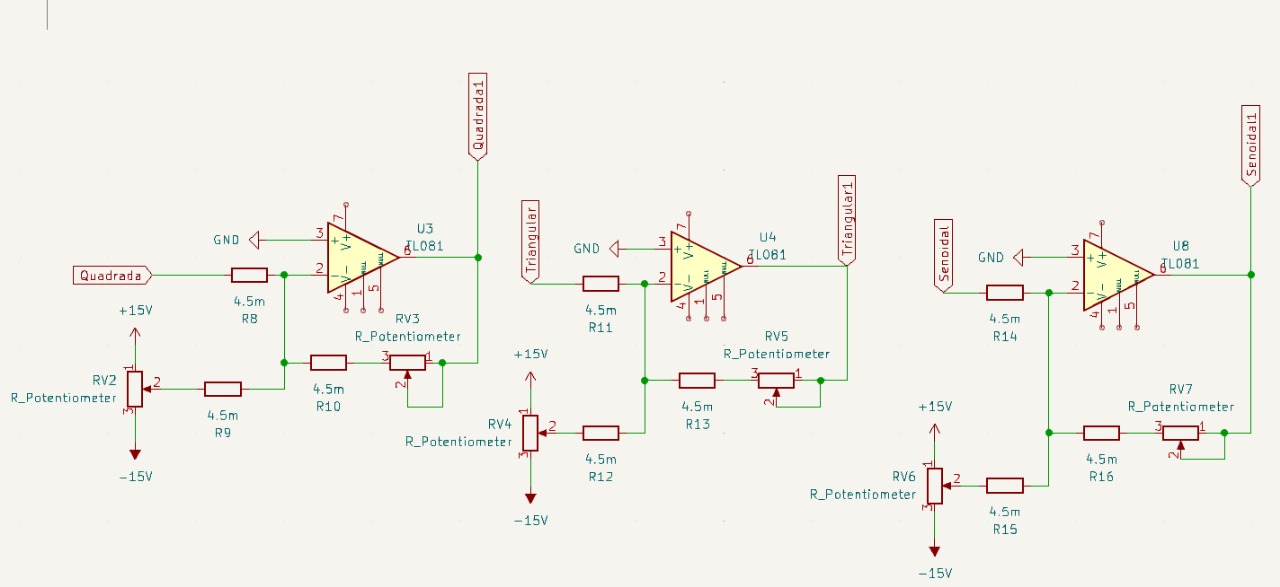 Quadrada1
7
U3
TL081
GND
3
+
V+
6
Quadrada
2
-
V-
4.5m
R8
4
1
5
+15V
RV3
R_Potentiometer
3
1
2
4.5m
R10
RV2
R_Potentiometer
1
2
3
4.5m
R9
-15V
Triangular
Triangular1
7
U4
TL081
GND
3
+
V+
6
2
-
V-
4.5m
R11
4
1
5
+15V
RV5
R_Potentiometer
3
1
2
4.5m
R13
RV4
R_Potentiometer
1
2
3
4.5m
R12
-15V
Senoidal
Senoidal1
7
U8
TL081
GND
3
+
V+
6
2
-
V-
4.5m
R14
4
1
5
+15V
RV7
R_Potentiometer
3
1
2
4.5m
R16
RV6
R_Potentiometer
1
2
3
4.5m
R15
-15V